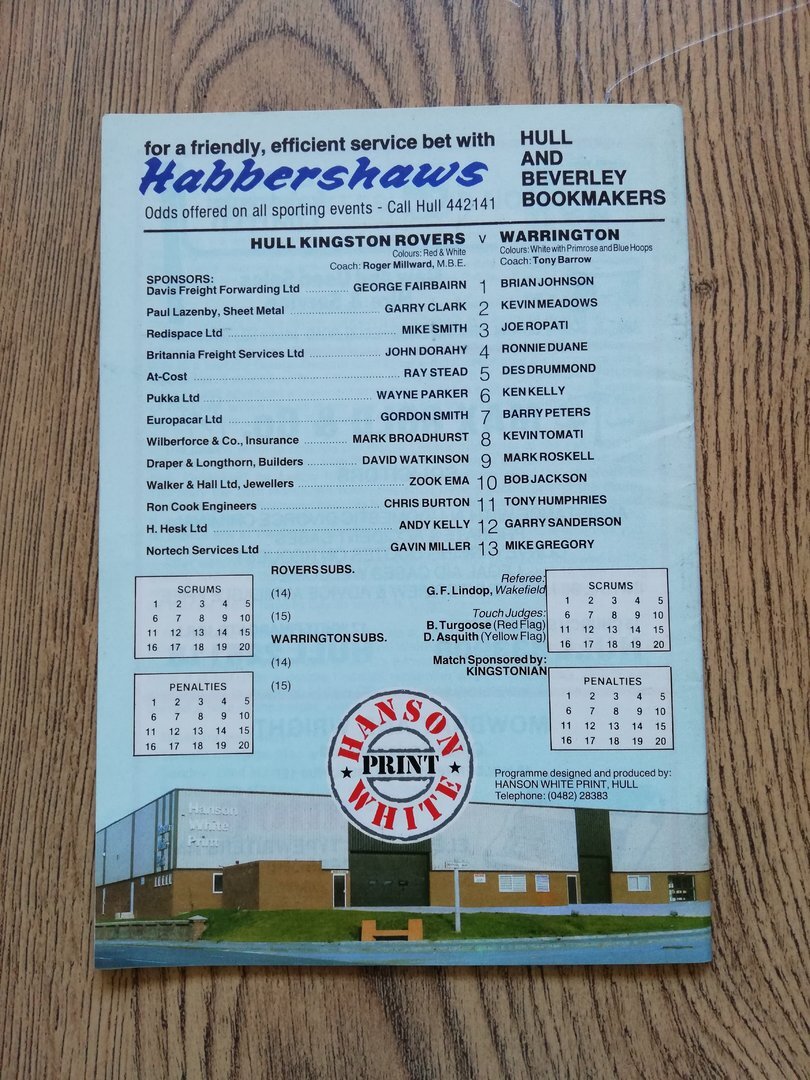 for a friendly, efficient service bet with
Habbershaws
Odds offered on all sporting events - Call Hull 442141
HULL
AND
BEVERLEY
BOOKMAKERS
HULL KINGSTON ROVERS v WARRINGTON
Colours: Red & White Colours: White with Primrose and Blue Hoops
Coach: Roger Millward, M.B.E. Coach: Tony Barrow
SPONSORS:
Davis Freight Forwarding Ltd GEORGE FAIRBAIRN 1 BRIAN JOHNSON
Paul Lazenby, Sheet Metal GARRY CLARK 2 KEVIN MEADOWS
Redispace Ltd MIKE SMITH 3 JOE ROPATI
Britannia Freight Services Ltd JOHN DORAHY 4 RONNIE DUANE
At-Cost RAY STEAD 5 DES DRUMMOND
Pukka Ltd WAYNE PARKER 6 KEN KELLY
Europacar Ltd GORDON SMITH 7 BARRY PETERS
Wilberforce & Co., Insurance MARK BROADHURST 8 KEVIN TOMATI
Draper & Longthorn, Builders DAVID WATKINSON 9 MARK ROSKELL
Walker & Hall Ltd, Jewellers ZOOK EMA 10 BOB JACKSON
Ron Cook Engineers CHRIS BURTON 11 TONY HUMPHRIES
H. Hesk Ltd ANDY KELLY 12 GARRY SANDERSON
Nortech Services Ltd GAVIN MILLER 13 MIKE GREGORY
SCRUMS
1 2 3 4 5
6 7 8 9 10
11 12 13 14 15
16 17 18 19 20
PENALTIES
1 2 3 4 5
6 7 8 9 10
11 12 13 14 15
16 17 18 19 20
ROVERS SUBS.
(14)
(15)
WARRINGTON SUBS.
(14)
(15)
Referee:
G. F. Lindop, Wakefield
Touch Judges:
B. Turgoose (Red Flag)
D. Asquith (Yellow Flag)
Match Sponsored by:
KINGSTONIAN
SCRUMS
1 2 3 4 5
6 7 8 9 10
11 12 13 14 15
16 17 18 19 20
PENALTIES
1 2 3 4 5
6 7 8 9 10
11 12 13 14 15
16 17 18 19 20
HANSON
PRINT
WHITE
Programme designed and produced by:
HANSON WHITE PRINT, HULL
Telephone: (0482) 28383
Hanson
White
Print